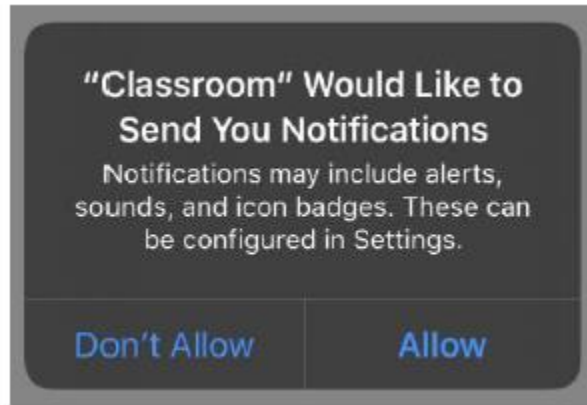 “Classroom” Would Like to
Send You Notifications
Notifications may include alerts,
sounds, and icon badges. These can
be configured in Settings.
Don’t Allow
Allow